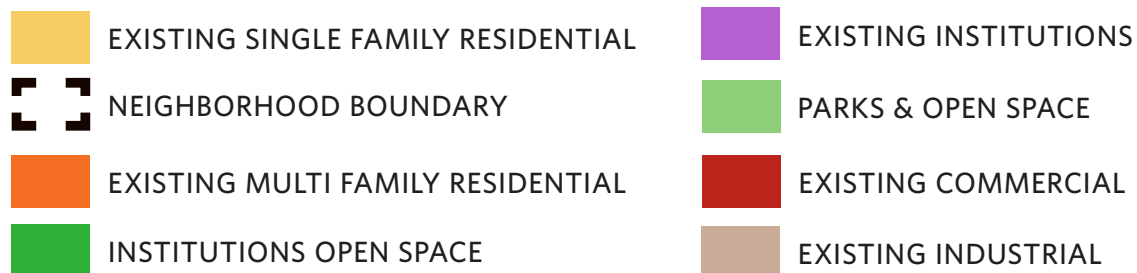 EXISTING SINGLE FAMILY RESIDENTIAL
NEIGHBORHOOD BOUNDARY
EXISTING MULTI FAMILY RESIDENTIAL
INSTITUTIONS OPEN SPACE
EXISTING INSTITUTIONS
PARKS & OPEN SPACE
EXISTING COMMERCIAL
EXISTING INDUSTRIAL